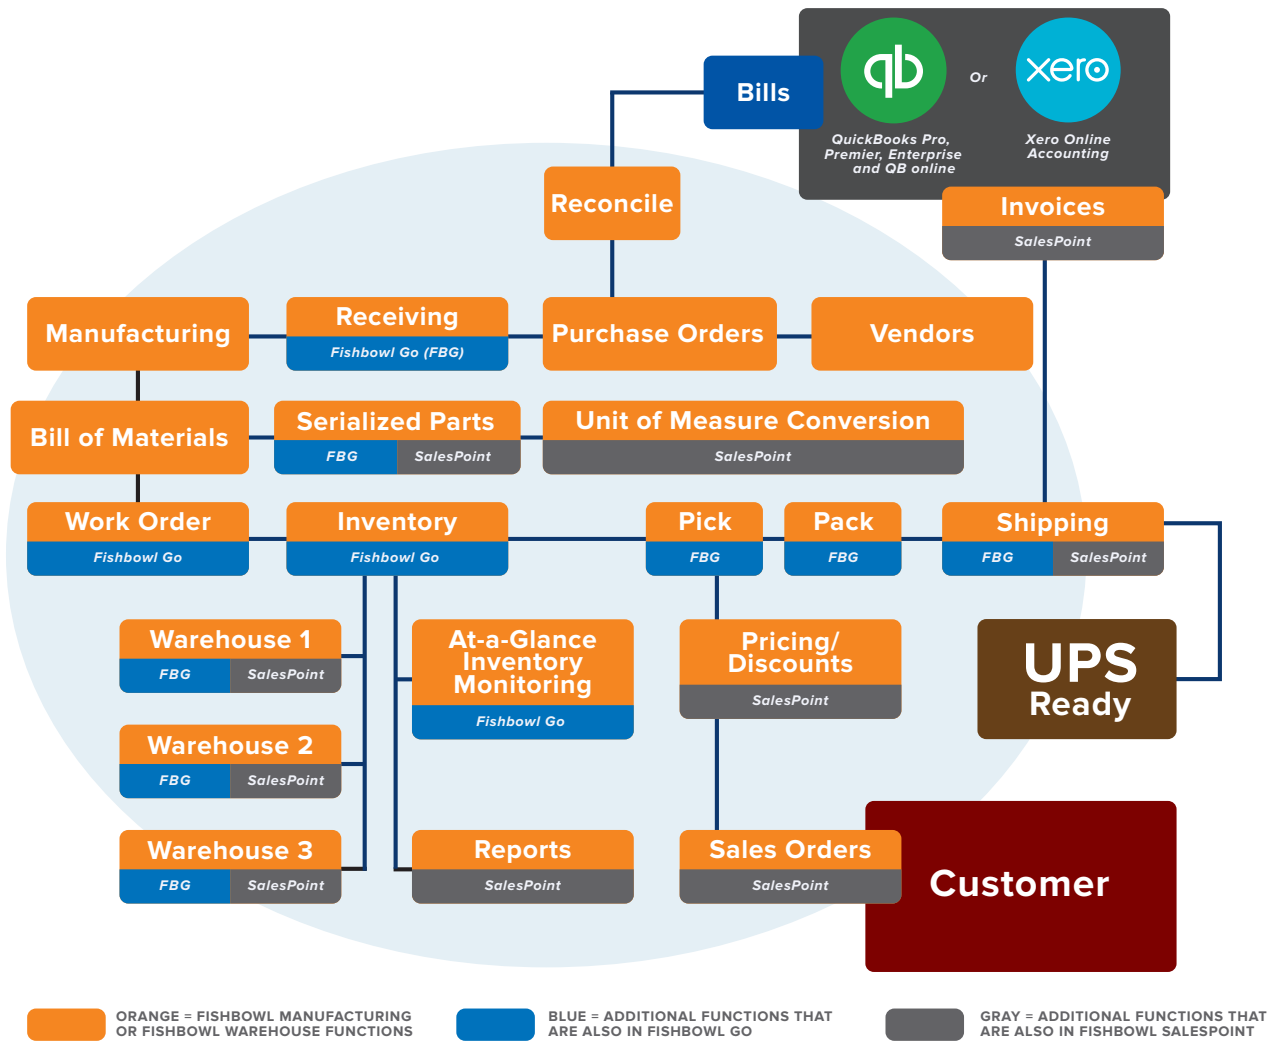 Bills
qb
Or
xero
QuickBooks Pro,
Premier, Enterprise
and QB online
Xero Online
Accounting
Reconcile
Invoices
SalesPoint
Manufacturing
Receiving
Fishbowl Go (FBG)
Purchase Orders
Vendors
Bill of Materials
Serialized Parts
FBG
SalesPoint
Unit of Measure Conversion
SalesPoint
Work Order
Fishbowl Go
Inventory
Fishbowl Go
Pick
FBG
Pack
FBG
Shipping
FBG
SalesPoint
Warehouse 1
FBG
SalesPoint
At-a-Glance
Inventory
Monitoring
Fishbowl Go
Pricing/
Discounts
SalesPoint
UPS
Ready
Warehouse 2
FBG
SalesPoint
Warehouse 3
FBG
SalesPoint
Reports
SalesPoint
Sales Orders
SalesPoint
Customer
ORANGE = FISHBOWL MANUFACTURING
OR FISHBOWL WAREHOUSE FUNCTIONS
BLUE = ADDITIONAL FUNCTIONS THAT
ARE ALSO IN FISHBOWL GO
GRAY = ADDITIONAL FUNCTIONS THAT
ARE ALSO IN FISHBOWL SALESPOINT